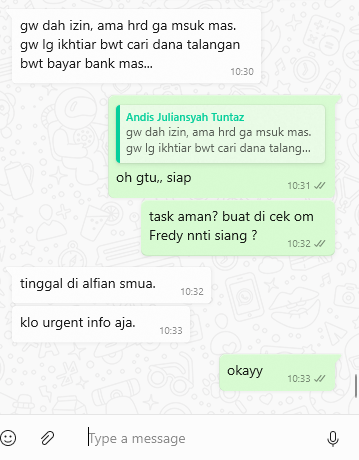 gw dah izin, ama hrd ga msuk mas.
gw lg ikhtiar bwt cari dana talangan
bwt bayar bank mas...
10:30
Andis Juliansyah Tuntaz
gw dah izin, ama hrd ga msuk mas.
gw lg ikhtiar bwt cari dana talang...
oh gtu,, siap
10:31
task aman? buat di cek om
Fredy nnti siang ?
10:32
tinggal di alfian smua.
10:32
klo urgent info aja.
10:33
okayy
10:33
Type a message